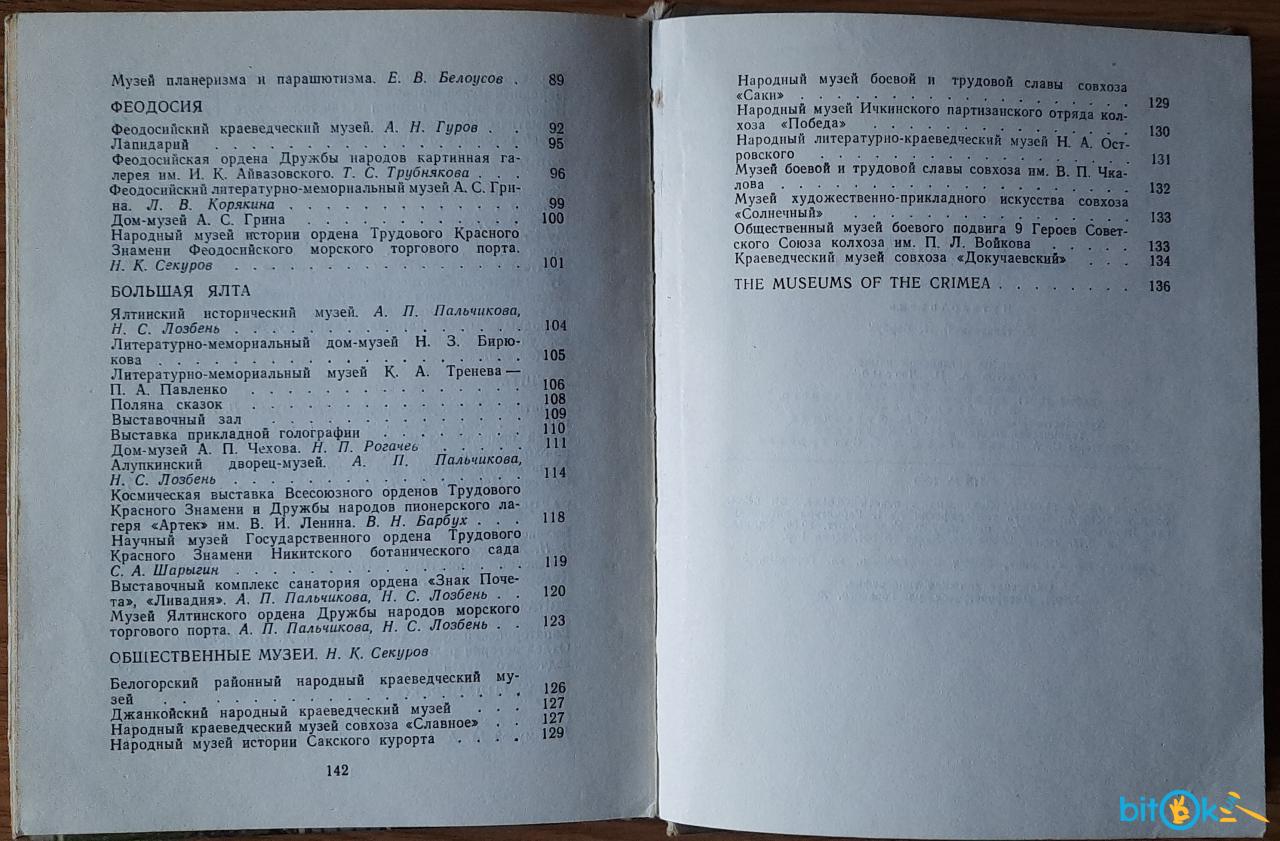 Музей планеризма и парашютизма. Е. В. Белоусов . 89
ФЕОДОСИЯ
Феодосийский краеведческий музей. А. Н. Гуров . . 92
Лапидарий . . . . . . . . . . . . . . . . . 95
Феодосийская ордена Дружбы народов картинная га-
лерея им. И. К. Айвазовского. Т. С. Трубнякова . . . 96
Феодосийский литературно-мемориальный музей А. С. Гри-
на. Л. В. Корякина . . . . . . . . . . . . . 99
Дом-музей А. С. Грина . . . . . . . . . . . . 100
Народный музей истории ордена Трудового Красного
Знамени Феодосийского морского торгового порта.
Н. К. Секуров . . . . . . . . . . . . . . . . 101
БОЛЬШАЯ ЯЛТА
Ялтинский исторический музей. А. П. Пальчикова,
Н. С. Лозбень . . . . . . . . . . . . . . . . 104
Литературно-мемориальный дом-музей Н. З. Бирю-
кова . . . . . . . . . . . . . . . . . . . . 105
Литературно-мемориальный музей К. А. Тренева —
П. А. Павленко . . . . . . . . . . . . . . . 106
Поляна сказок . . . . . . . . . . . . . . . 108
Выставочный зал . . . . . . . . . . . . . . 109
Выставка прикладной голографии . . . . . . . . 110
Дом-музей А. П. Чехова. Н. П. Рогачеь . . . . . 111
Алупкинский дворец-музей. А. П. Пальчикова,
Н. С. Лозбень . . . . . . . . . . . . . . . . 114
Космическая выставка Всесоюзного орденов Трудового
Красного Знамени и Дружбы народов пионерского ла-
геря «Артек» им. В. И. Ленина. В. Н. Барбух . . . 118
Научный музей Государственного ордена Трудового
Красного Знамени Никитского ботанического сада
С. А. Шарыгин . . . . . . . . . . . . . . . . 119
Выставочный комплекс санатория ордена «Знак Поче-
та», «Ливадия». А. П. Пальчикова, Н. С. Лозбень . . 120
Музей Ялтинского ордена Дружбы народов морского
торгового порта. А. П. Пальчикова, Н. С. Лозбень . . 123
ОБЩЕСТВЕННЫЕ МУЗЕИ. Н. К. Секуров
Белогорский районный народный краеведческий му-
зей . . . . . . . . . . . . . . . . . . . . 126
Джанкойский народный краеведческий музей . . . 127
Народный краеведческий музей совхоза «Славное» . . 127
Народный музей истории Сакского курорта . . . . 129
142
Народный музей боевой и трудовой славы совхоза
«Саки» . . . . . . . . . . . . . . . . . . 129
Народный музей Ичкинского партизанского отряда кол-
хоза «Победа» . . . . . . . . . . . . . . . 130
Народный литературно-краеведческий музей Н. А. Ост-
ровского . . . . . . . . . . . . . . . . . 131
Музей боевой и трудовой славы совхоза им. В. П. Чка-
лова . . . . . . . . . . . . . . . . . . . 132
Музей художественно-прикладного искусства совхоза
«Солнечный» . . . . . . . . . . . . . . . . 133
Общественный музей боевого подвига 9 Героев Совет-
ского Союза колхоза им. П. Л. Войкова . . . . . 133
Краеведческий музей совхоза «Докучаевский» . . . 134
THE MUSEUMS OF THE CRIMEA . . . . . . . . 136
bitOk